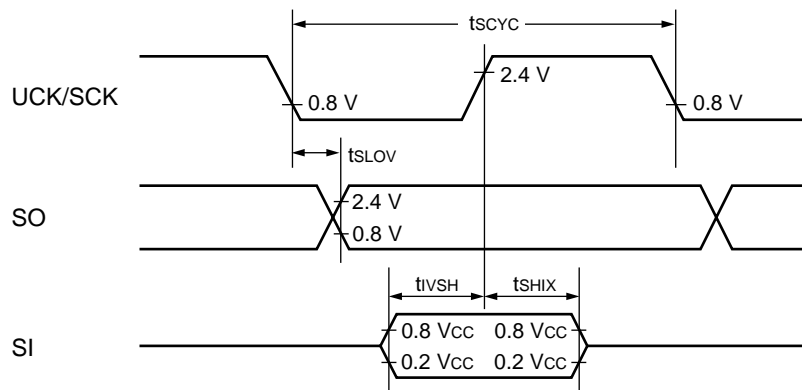 tSCYC
UCK/SCK
2.4 V
0.8 V
0.8 V
tSLOV
SO
2.4 V
0.8 V
tIVSH
tSHIX
SI
0.8 VCC
0.8 VCC
0.2 VCC
0.2 VCC